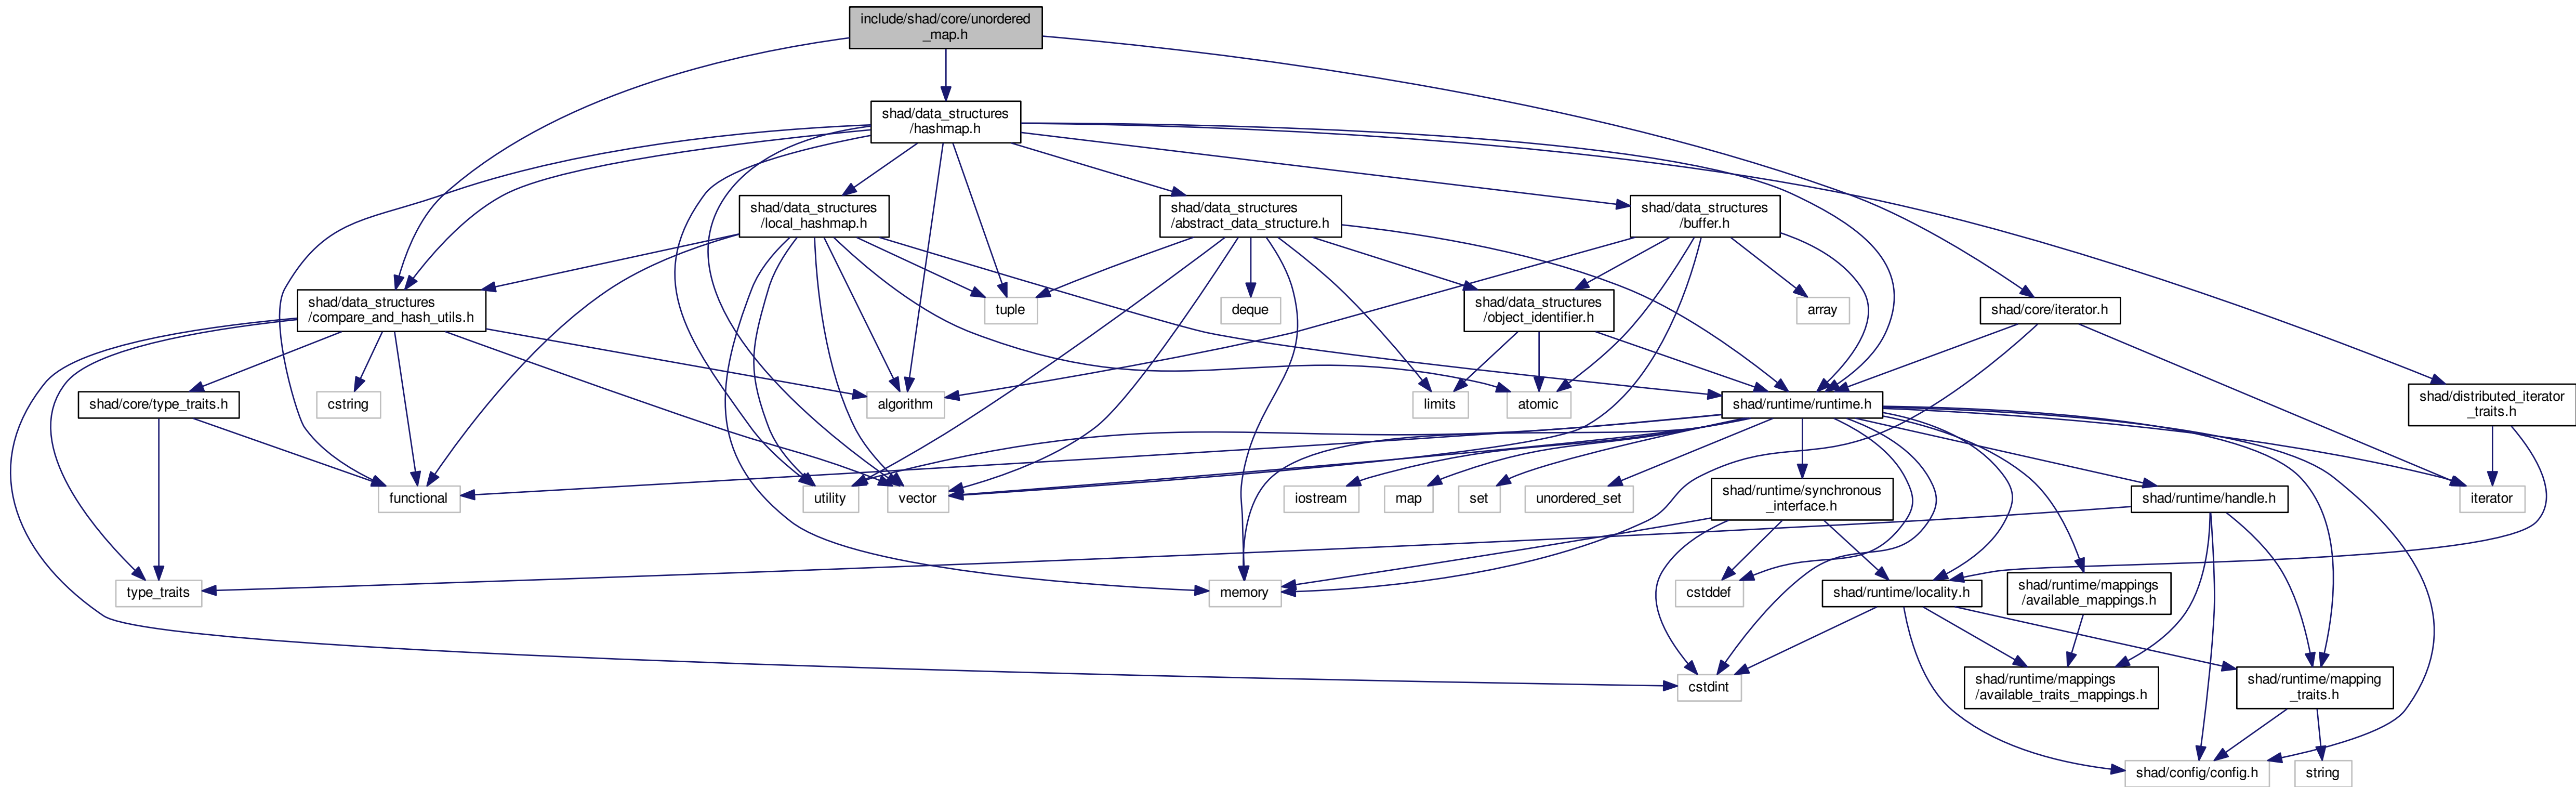 include/shad/core/unordered
_map.h
shad/data_structures
/hashmap.h
shad/data_structures
/local_hashmap.h
shad/data_structures
/abstract_data_structure.h
shad/data_structures
/buffer.h
shad/data_structures
/compare_and_hash_utils.h
tuple
deque
shad/data_structures
/object_identifier.h
array
shad/core/iterator.h
shad/core/type_traits.h
cstring
algorithm
limits
atomic
shad/runtime/runtime.h
shad/distributed_iterator
_traits.h
functional
utility
vector
iostream
map
set
unordered_set
shad/runtime/synchronous
_interface.h
shad/runtime/handle.h
iterator
type_traits
memory
cstddef
shad/runtime/locality.h
shad/runtime/mappings
/available_mappings.h
cstdint
shad/runtime/mappings
/available_traits_mappings.h
shad/runtime/mapping
_traits.h
shad/config/config.h
string